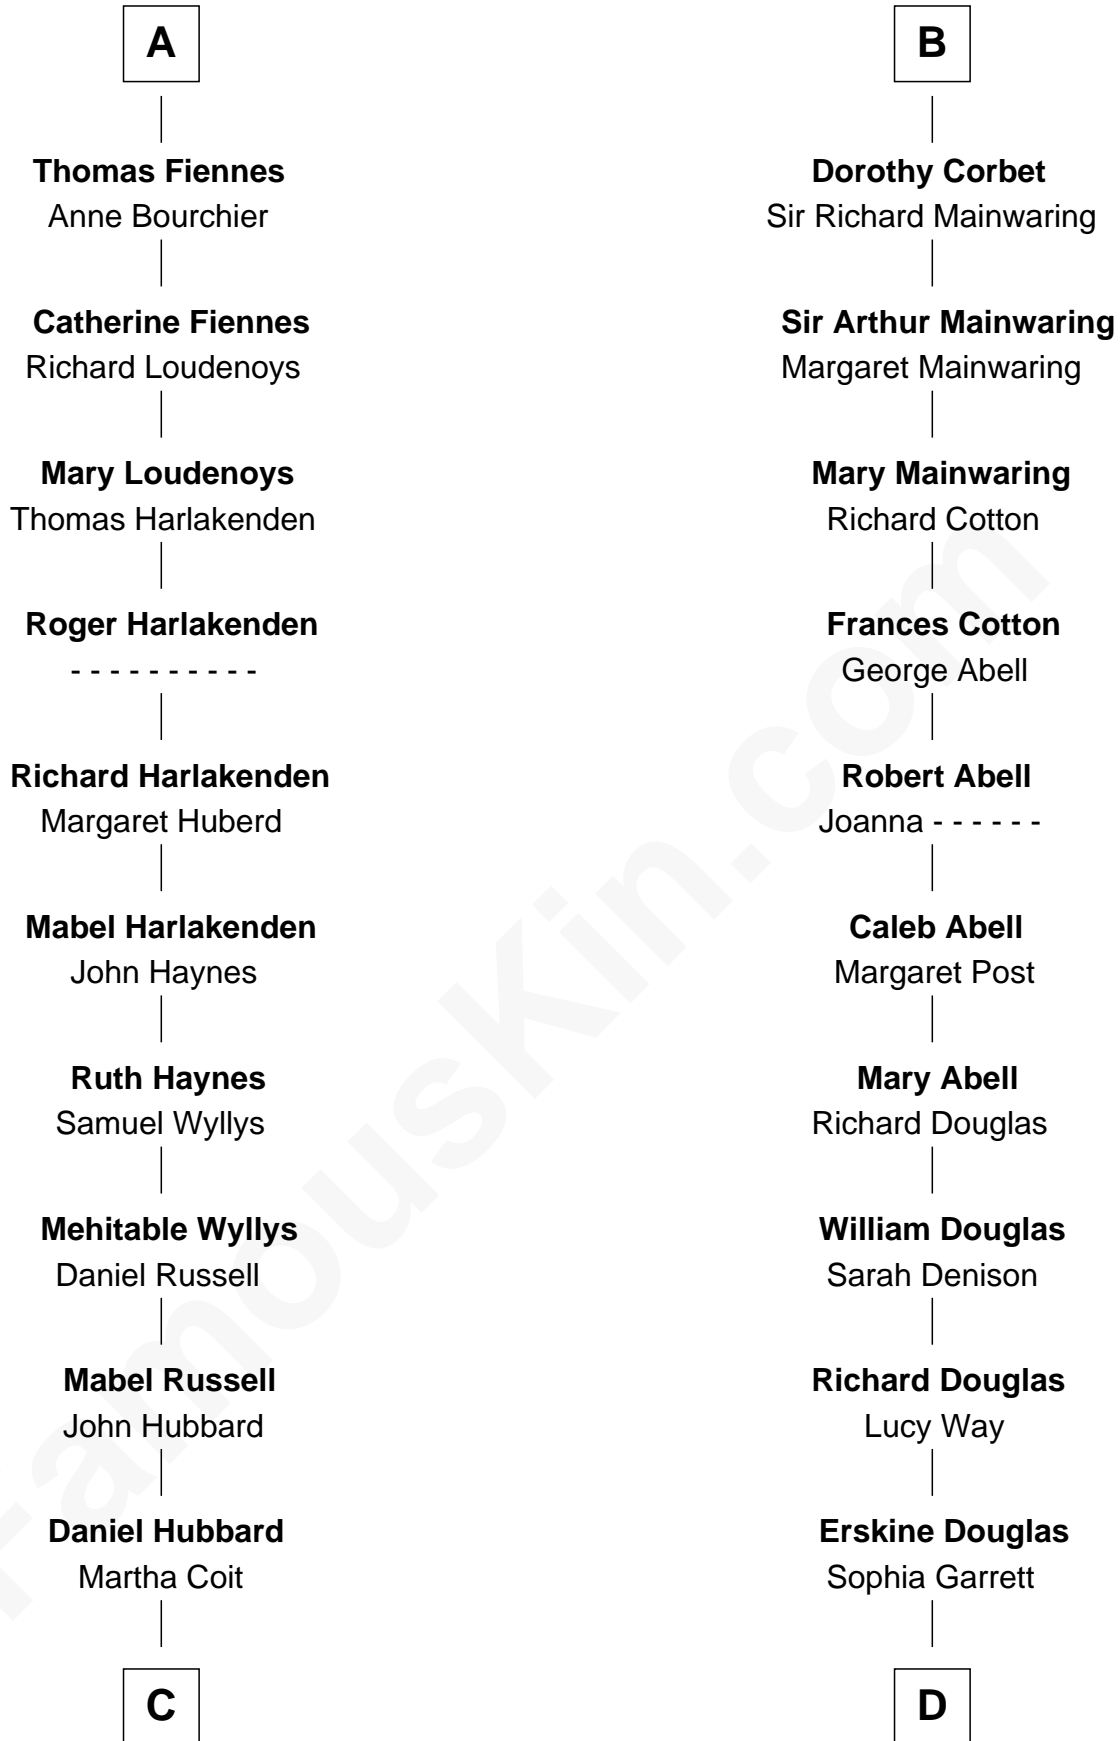 A
Thomas Fiennes
Anne Bourchier
Catherine Fiennes
Richard Loudenoys
Mary Loudenoys
Thomas Harlakenden
Roger Harlakenden
- - - - - - - - - -
Richard Harlakenden
Margaret Huberd
Mabel Harlakenden
John Haynes
Ruth Haynes
Samuel Wyllys
Mehitable Wyllys
Daniel Russell
Mabel Russell
John Hubbard
Daniel Hubbard
Martha Coit
C
B
Dorothy Corbet
Sir Richard Mainwaring
Sir Arthur Mainwaring
Margaret Mainwaring
Mary Mainwaring
Richard Cotton
Frances Cotton
George Abell
Robert Abell
Joanna - - - - - -
Caleb Abell
Margaret Post
Mary Abell
Richard Douglas
William Douglas
Sarah Denison
Richard Douglas
Lucy Way
Erskine Douglas
Sophia Garrett
D
FamousKin.com